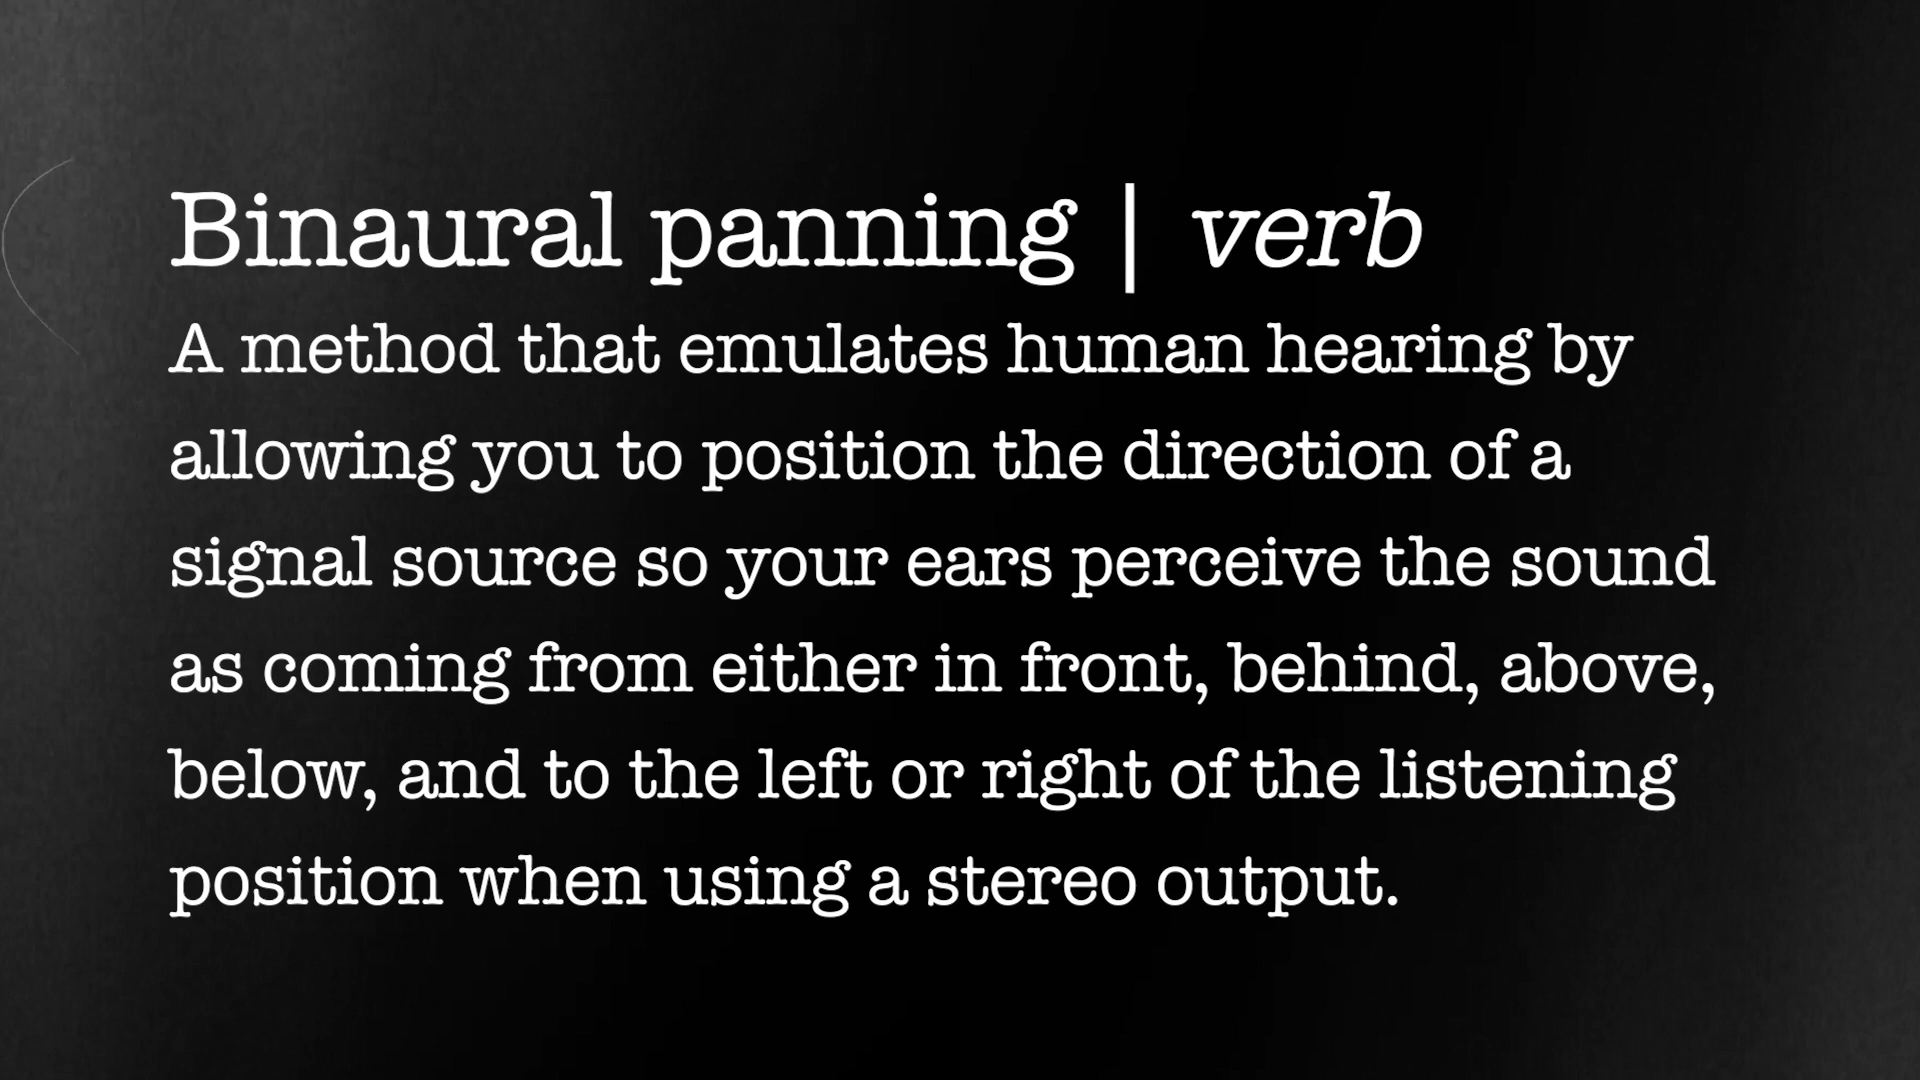 Binaural panning | verb
A method that emulates human hearing by
allowing you to position the direction of a
signal source so your ears perceive the sound
as coming from either in front, behind, above,
below, and to the left or right of the listening
position when using a stereo output.